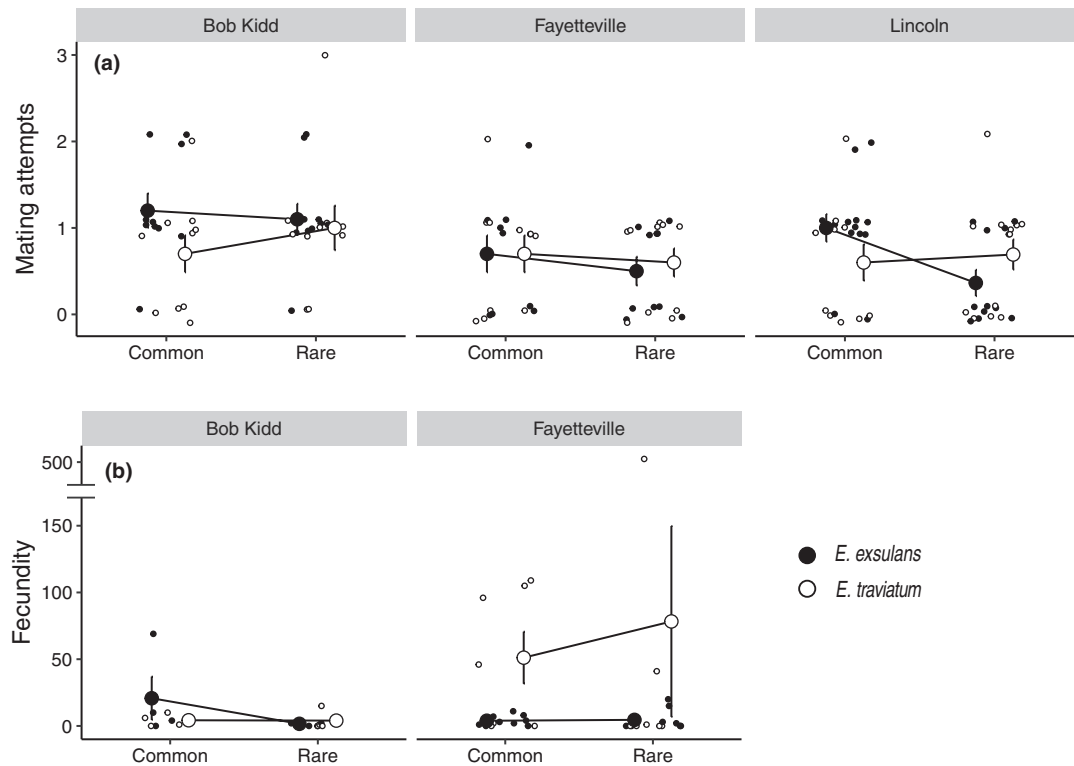 Bob Kidd Fayetteville Lincoln
(a)
Mating attempts
3
2
1
0
Common Rare Common Rare Common Rare
Bob Kidd Fayetteville
(b)
Fecundity
500
150
100
50
0
Common Rare Common Rare
E. exsulans
E. traviatum